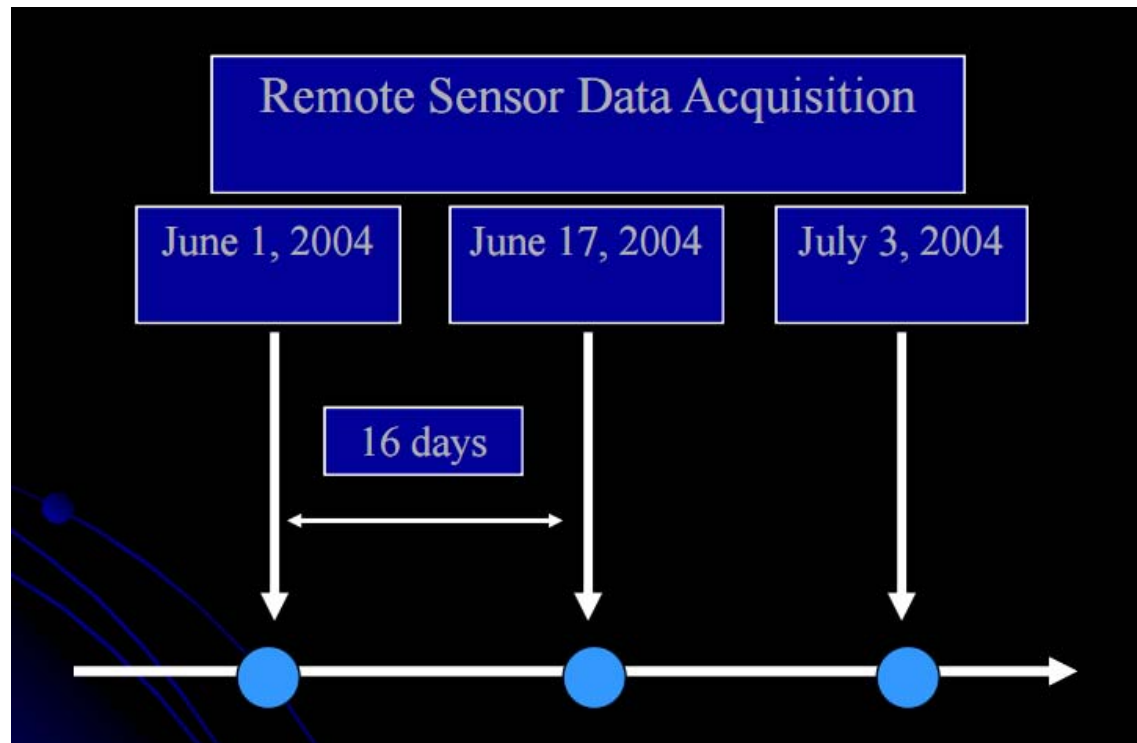 Remote Sensor Data Acquisition
June 1, 2004
June 17, 2004
July 3, 2004
16 days